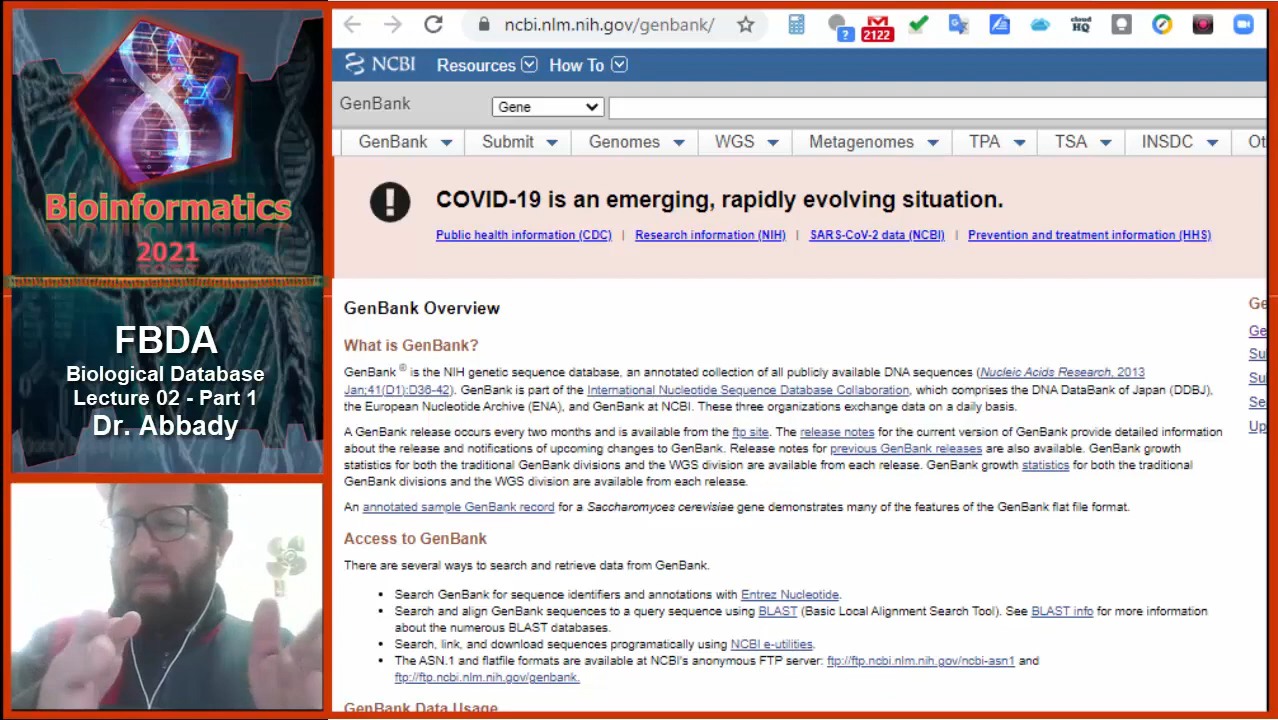 Bioinformatics
2021
FBDA
Biological Database
Lecture 02 - Part 1
Dr. Abbady
ncbi.nlm.nih.gov/genbank/
?
2122
cloud
HQ
NCBI Resources How To
GenBank Gene
GenBank Submit Genomes WGS Metagenomes TPA TSA INSDC Ot
! COVID-19 is an emerging, rapidly evolving situation.
Public health information (CDC) | Research information (NIH) | SARS-CoV-2 data (NCBI) | Prevention and treatment information (HHS)
GenBank Overview
What is GenBank?
GenBank ® is the NIH genetic sequence database, an annotated collection of all publicly available DNA sequences (Nucleic Acids Research, 2013
Jan;41(D1):D36-42). GenBank is part of the International Nucleotide Sequence Database Collaboration, which comprises the DNA DataBank of Japan (DDBJ),
the European Nucleotide Archive (ENA), and GenBank at NCBI. These three organizations exchange data on a daily basis.
A GenBank release occurs every two months and is available from the ftp site. The release notes for the current version of GenBank provide detailed information
about the release and notifications of upcoming changes to GenBank. Release notes for previous GenBank releases are also available. GenBank growth
statistics for both the traditional GenBank divisions and the WGS division are available from each release. GenBank growth statistics for both the traditional
GenBank divisions and the WGS division are available from each release.
An annotated sample GenBank record for a Saccharomyces cerevisiae gene demonstrates many of the features of the GenBank flat file format.
Access to GenBank
There are several ways to search and retrieve data from GenBank.
• Search GenBank for sequence identifiers and annotations with Entrez Nucleotide.
• Search and align GenBank sequences to a query sequence using BLAST (Basic Local Alignment Search Tool). See BLAST info for more information
about the numerous BLAST databases.
• Search, link, and download sequences programatically using NCBI e-utilities.
• The ASN.1 and flatfile formats are available at NCBI's anonymous FTP server: ftp://ftp.ncbi.nlm.nih.gov/ncbi-asn1 and
ftp://ftp.ncbi.nlm.nih.gov/genbank.
GenBank Data Usage
Ge
Ge
Su
Su
Se
Up